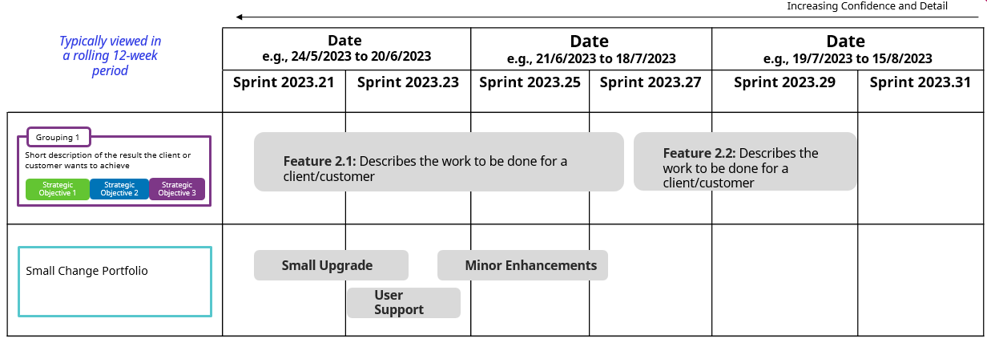 Increasing Confidence and Detail
Typically viewed in
a rolling 12-week
period
Date
e.g., 24/5/2023 to 20/6/2023
Date
e.g., 21/6/2023 to 18/7/2023
Date
e.g., 19/7/2023 to 15/8/2023
Sprint 2023.21
Sprint 2023.23
Sprint 2023.25
Sprint 2023.27
Sprint 2023.29
Sprint 2023.31
Grouping 1
Short description of the result the client or
customer wants to achieve
Strategic
Objective 1
Strategic
Objective 2
Strategic
Objective 3
Feature 2.1: Describes the work to be done for a
client/customer
Feature 2.2: Describes the
work to be done for a
client/customer
Small Change Portfolio
Small Upgrade
Minor Enhancements
User
Support